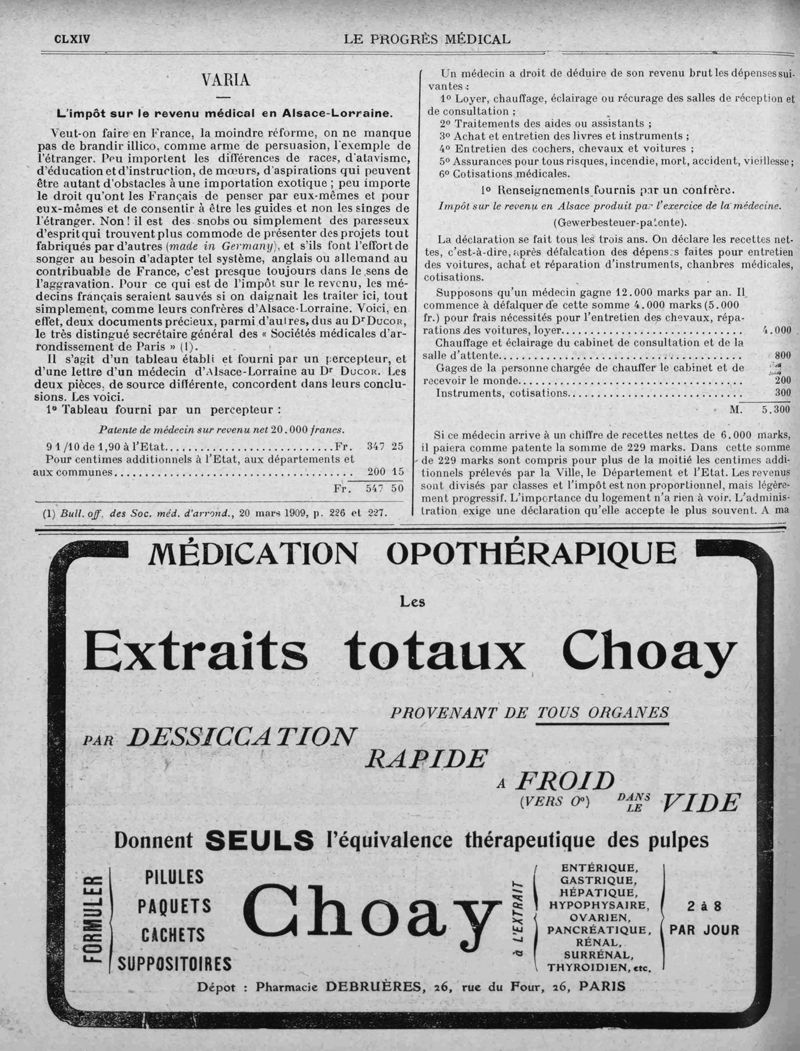 CLXIV
LE PROGRÈS MÉDICAL
VARIA
L'impôt sur le revenu médical en Alsace-Lorraine.
Veut-on faire en France, la moindre réforme, on ne manque
pas de brandir illico, comme arme de persuasion, l'exemple de
l'étranger. Peu importent les différences de races, d'atavisme,
d'éducation et d'instruction, de mœurs, d'aspirations qui peuvent
être autant d'obstacles à une importation exotique ; peu importe
le droit qu'ont les Français de penser par eux-mêmes et pour
eux-mêmes et de consentir à être les guides et non les singes de
l'étranger. Non ! il est des snobs ou simplement des paresseux
d'esprit qui trouvent plus commode de présenter des projets tout
fabriqués par d'autres (made in Germany), et s'ils font l'effort de
songer au besoin d'adapter tel système, anglais ou allemand au
contribuable de France, c'est presque toujours dans le sens de
l'aggravation. Pour ce qui est de l'impôt sur le revenu, les mé-
decins français seraient sauvés si on daignait les traiter ici, tout
simplement, comme leurs confrères d'Alsace-Lorraine. Voici, en
effet, deux documents précieux, parmi d'autres, dus au Dr DUCOR,
le très distingué secrétaire général des « Sociétés médicales d'ar-
rondissement de Paris » (1).
Il s'agit d'un tableau établi et fourni par un percepteur, et
d'une lettre d'un médecin d'Alsace-Lorraine au Dr DUCOR. Les
deux pièces, de source différente, concordent dans leurs conclu-
sions. Les voici.
1º Tableau fourni par un percepteur :
Patente de médecin sur revenu net 20.000 francs.
9 1/10 de 1,90 à l'Etat..............................Fr. 347 25
Pour centimes additionnels à l'Etat, aux départements et
aux communes........................................ 200 15
Fr. 547 50
(1) Bull. off. des Soc. méd. d'arrond., 20 mars 1909, p. 226 et 227.
Un médecin a droit de déduire de son revenu brut les dépenses sui-
vantes :
1º Loyer, chauffage, éclairage ou récurage des salles de réception et
de consultation ;
2º Traitements des aides ou assistants ;
3º Achat et entretien des livres et instruments ;
4º Entretien des cochers, chevaux et voitures ;
5º Assurances pour tous risques, incendie, mort, accident, vieillesse ;
6º Cotisations médicales.
1º Renseignements fournis par un confrère.
Impôt sur le revenu en Alsace produit par l'exercice de la médecine.
(Gewerbesteuer-patente).
La déclaration se fait tous les trois ans. On déclare les recettes net-
tes, c'est-à-dire, après défalcation des dépenses faites pour entretien
des voitures, achat et réparation d'instruments, chanbres médicales,
cotisations.
Supposons qu'un médecin gagne 12.000 marks par an. Il
commence à défalquer de cette somme 4.000 marks (5.000
fr.) pour frais nécessités pour l'entretien des chevaux, répa-
rations des voitures, loyer.............................. 4.000
Chauffage et éclairage du cabinet de consultation et de la
salle d'attente........................................ 800
Gages de la personne chargée de chauffer le cabinet et de
recevoir le monde...................................... 200
Instruments, cotisations.............................. 300
M. 5.300
Si ce médecin arrive à un chiffre de recettes nettes de 6.000 marks,
il paiera comme patente la somme de 229 marks. Dans cette somme
de 229 marks sont compris pour plus de la moitié les centimes addi-
tionnels prélevés par la Ville, le Département et l'Etat. Les revenus
sont divisés par classes et l'impôt est non proportionnel, mais légère-
ment progressif. L'importance du logement n'a rien à voir. L'adminis-
tration exige une déclaration qu'elle accepte le plus souvent. A ma
MÉDICATION OPOTHÉRAPIQUE
Les
Extraits totaux Choay
PROVENANT DE TOUS ORGANES
PAR DESSICCATION
RAPIDE
A FROID
(VERS Oº) DANS LE VIDE
Donnent SEULS l'équivalence thérapeutique des pulpes
FORMULER
PILULES
PAQUETS
CACHETS
SUPPOSITOIRES
Choay
à L'EXTRAIT
ENTÉRIQUE,
GASTRIQUE,
HÉPATIQUE,
HYPOPHYSAIRE,
OVARIEN,
PANCRÉATIQUE,
RÉNAL,
SURRÉNAL,
THYROIDIEN, etc.
2 à 8
PAR JOUR
Dépot : Pharmacie DEBRUÈRES, 26, rue du Four, 26, PARIS